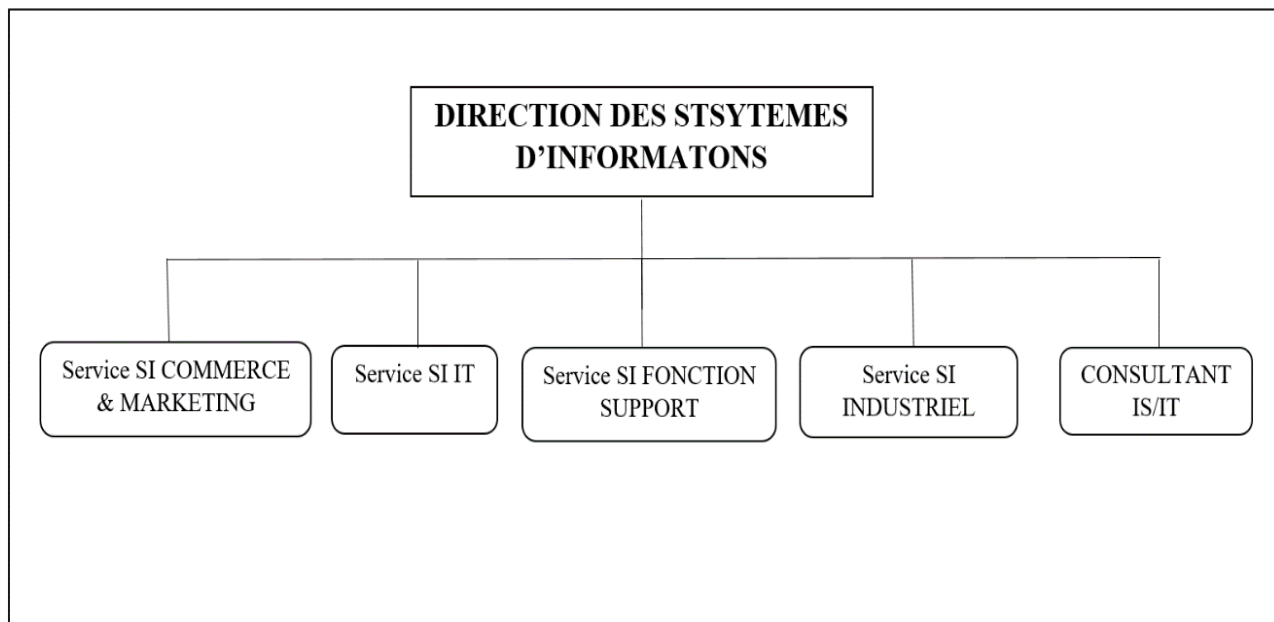 DIRECTION DES STSYTEMES
D’INFORMATONS
Service SI COMMERCE
& MARKETING
Service SI IT
Service SI FONCTION
SUPPORT
Service SI
INDUSTRIEL
CONSULTANT
IS/IT